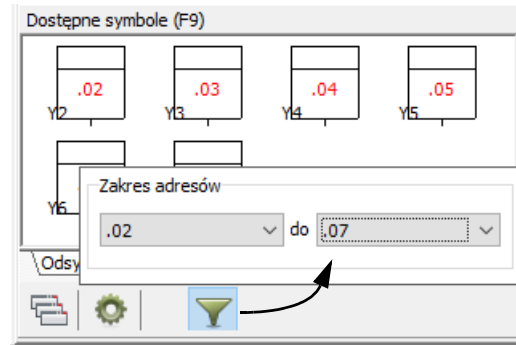 Dostępne symbole (F9)
.02 .03 .04 .05
Y2 Y3 Y4 Y5
Zakres adresów
Y6
.02 do .07
Odsy